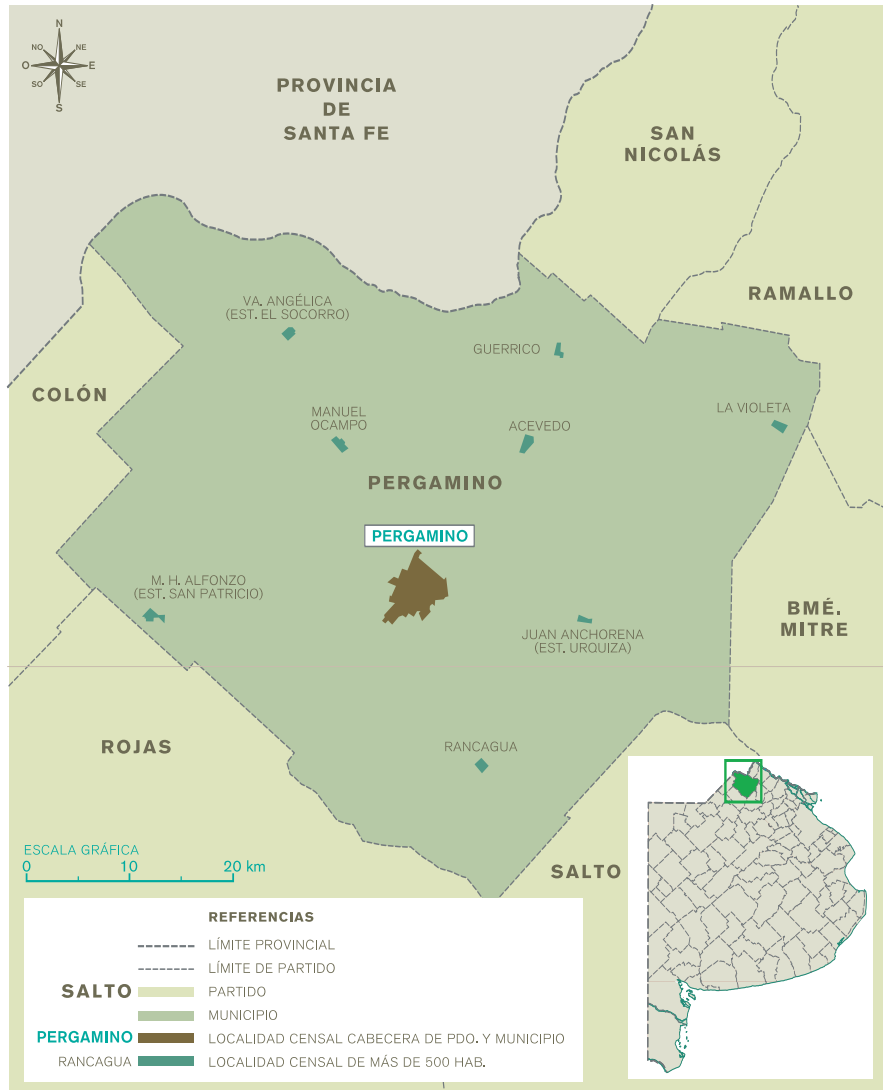 N
NO
NE
O
E
SO
SE
S
PROVINCIA
DE
SANTA FE
SAN
NICOLÁS
RAMALLO
VA. ANGÉLICA
(EST. EL SOCORRO)
GUERRICO
COLÓN
MANUEL
OCAMPO
ACEVEDO
LA VIOLETA
PERGAMINO
PERGAMINO
M. H. ALFONZO
(EST. SAN PATRICIO)
JUAN ANCHORENA
(EST. URQUIZA)
BMÉ.
MITRE
ROJAS
RANCAGUA
SALTO
ESCALA GRÁFICA
0 10 20 km
REFERENCIAS
LÍMITE PROVINCIAL
LÍMITE DE PARTIDO
SALTO PARTIDO
MUNICIPIO
PERGAMINO LOCALIDAD CENSAL CABECERA DE PDO. Y MUNICIPIO
RANCAGUA LOCALIDAD CENSAL DE MÁS DE 500 HAB.